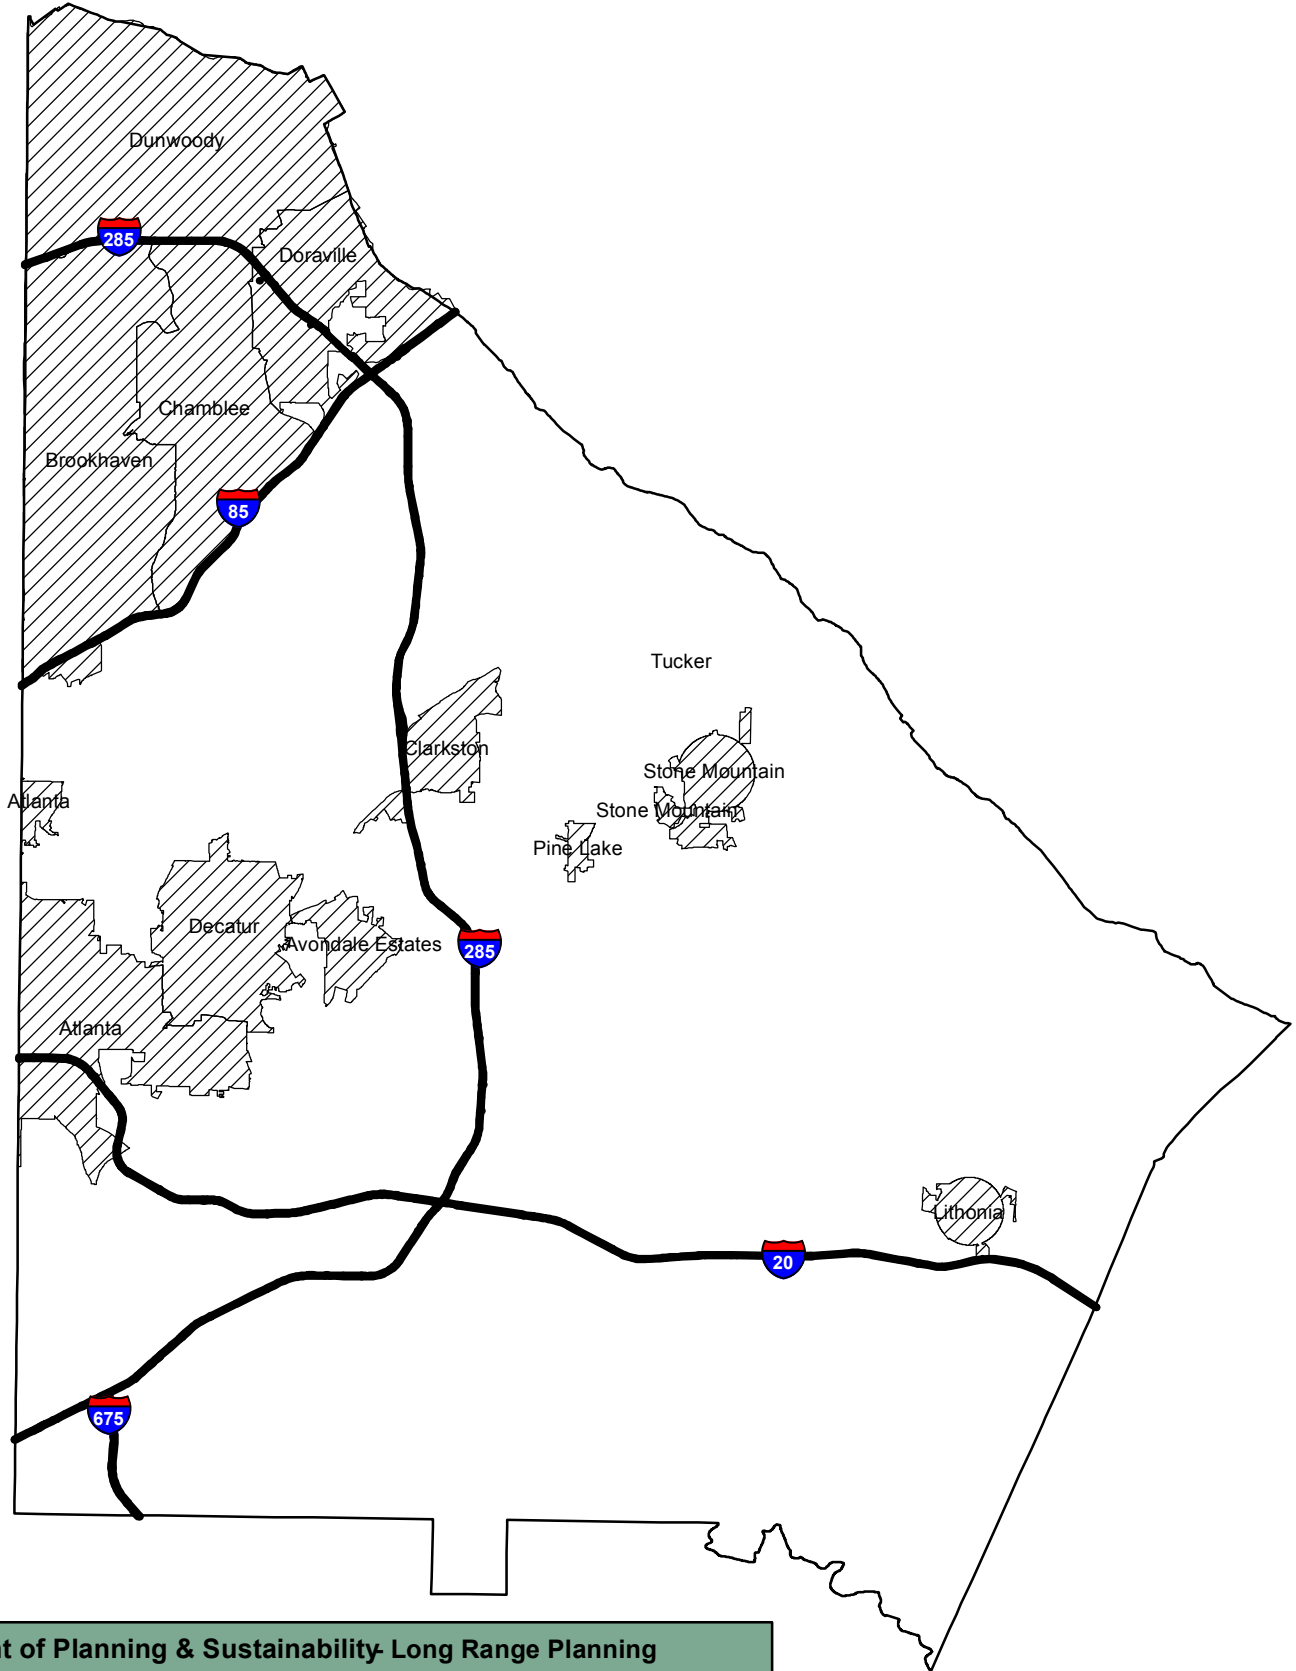 Dunwoody
285
Doraville
Chamblee
Brookhaven
85
Tucker
Clarkston
Stone Mountain
Atlanta
Stone Mountain
Pine Lake
Decatur
Avondale Estates
285
Atlanta
Lithonia
20
675
of Planning & Sustainability- Long Range Planning